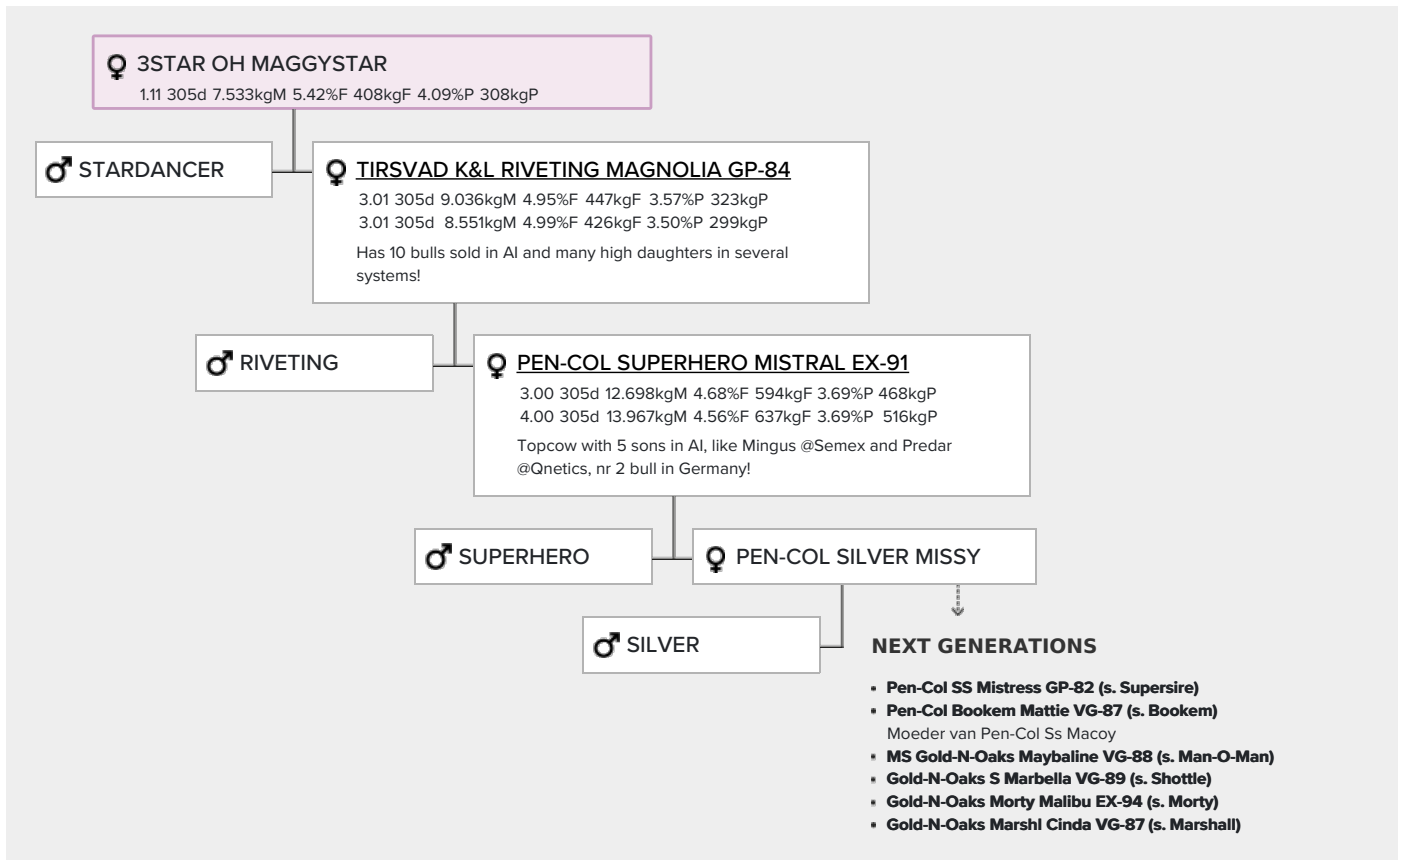 3STAR OH MAGGYSTAR
1.11 305d 7.533kgM 5.42%F 408kgF 4.09%P 308kgP
STARDANCER
TIRSVAD K&L RIVETING MAGNOLIA GP-84
3.01 305d 9.036kgM 4.95%F 447kgF 3.57%P 323kgP
3.01 305d 8.551kgM 4.99%F 426kgF 3.50%P 299kgP
Has 10 bulls sold in AI and many high daughters in several
systems!
RIVETING
PEN-COL SUPERHERO MISTRAL EX-91
3.00 305d 12.698kgM 4.68%F 594kgF 3.69%P 468kgP
4.00 305d 13.967kgM 4.56%F 637kgF 3.69%P 516kgP
Topcow with 5 sons in AI, like Mingus @Semex and Predar
@Qnetics, nr 2 bull in Germany!
SUPERHERO
PEN-COL SILVER MISSY
SILVER
NEXT GENERATIONS
Pen-Col SS Mistress GP-82 (s. Supersire)
Pen-Col Bookem Mattie VG-87 (s. Bookem)
Moeder van Pen-Col Ss Macoy
MS Gold-N-Oaks Maybaline VG-88 (s. Man-O-Man)
Gold-N-Oaks S Marbella VG-89 (s. Shottle)
Gold-N-Oaks Morty Malibu EX-94 (s. Morty)
Gold-N-Oaks Marshl Cinda VG-87 (s. Marshall)